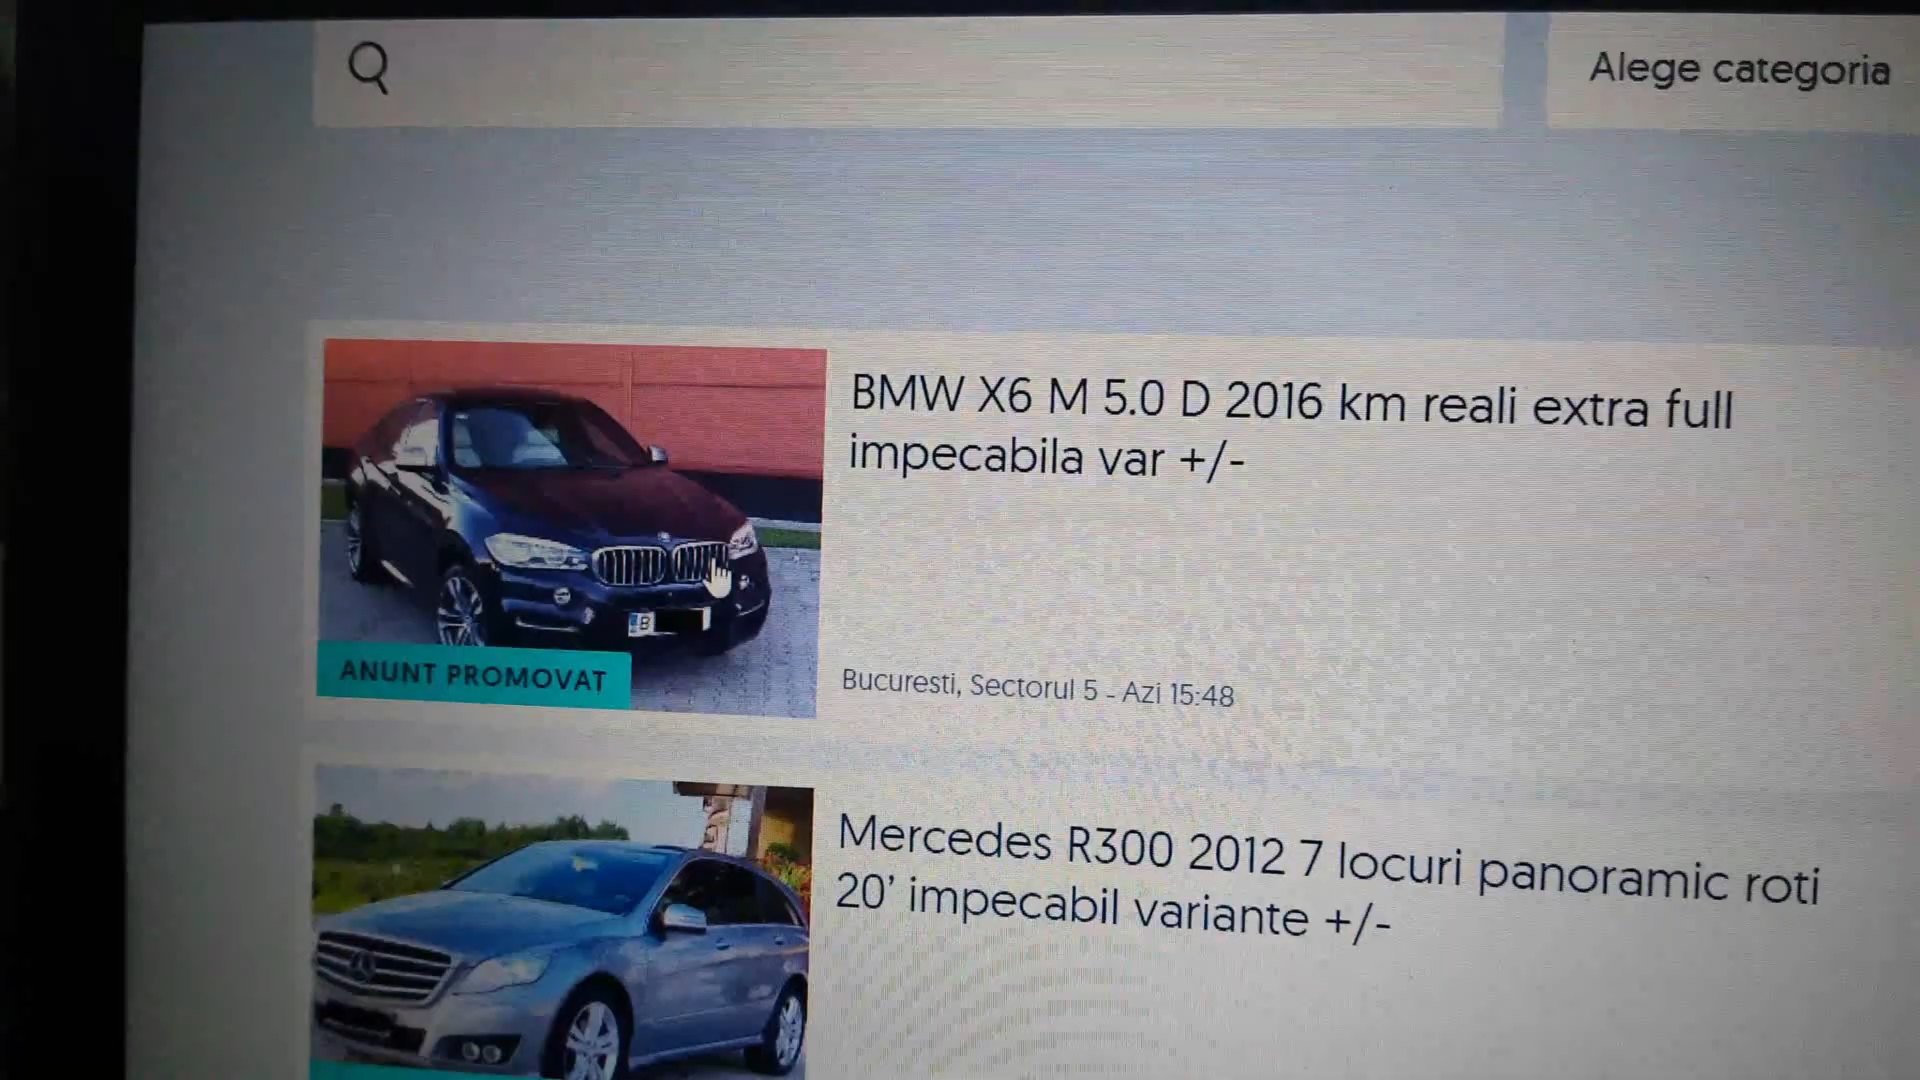 Alege categoria
BMW X6 M 5.0 D 2016 km reali extra full
impecabila var +/-
B
ANUNT PROMOVAT
Bucuresti, Sectorul 5 - Azi 15:48
Mercedes R300 2012 7 locuri panoramic roti
20’ impecabil variante +/-